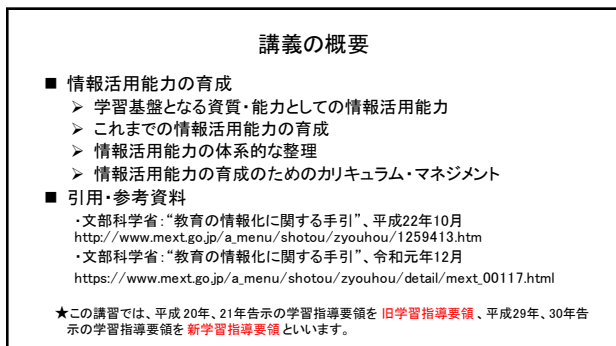 講義の概要
■ 情報活用能力の育成
➢ 学習基盤となる資質・能力としての情報活用能力
➢ これまでの情報活用能力の育成
➢ 情報活用能力の体系的な整理
➢ 情報活用能力の育成のためのカリキュラム・マネジメント
■ 引用・参考資料
・文部科学省：“教育の情報化に関する手引”、平成22年10月
http://www.mext.go.jp/a_menu/shotou/zyouhou/1259413.htm
・文部科学省：“教育の情報化に関する手引”、令和元年12月
https://www.mext.go.jp/a_menu/shotou/zyouhou/detail/mext_00117.html
★この講習では、平成20年、21年告示の学習指導要領を 旧学習指導要領 、平成29年、30年告
示の学習指導要領を 新学習指導要領 といいます。